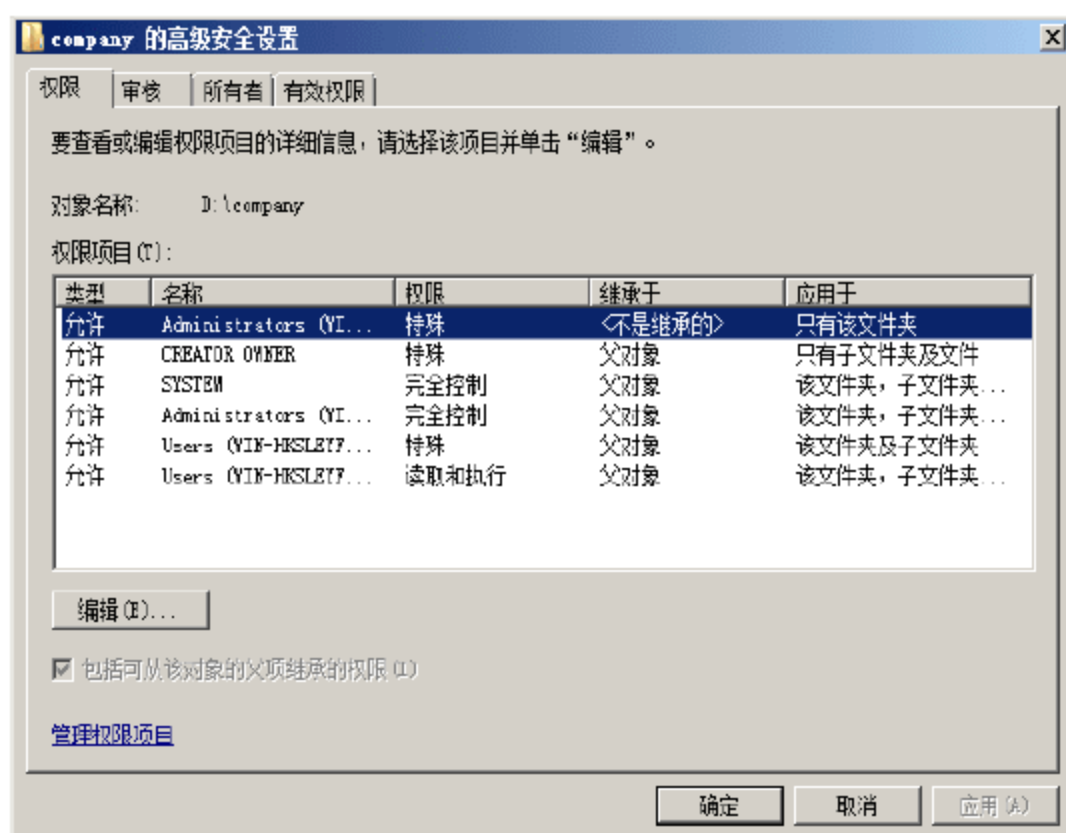 company 的高级安全设置
权限 审核 所有者 有效权限
要查看或编辑权限项目的详细信息，请选择该项目并单击“编辑”。
对象名称: D:\company
权限项目(T):
类型 名称 权限 继承于 应用于
允许 Administrators (WI... 特殊 <不是继承的> 只有该文件夹
允许 CREATOR OWNER 特殊 父对象 只有子文件夹及文件
允许 SYSTEM 完全控制 父对象 该文件夹，子文件夹...
允许 Administrators (WI... 完全控制 父对象 该文件夹，子文件夹...
允许 Users 特殊 父对象 该文件夹及子文件夹
允许 Users 读取和执行 父对象 该文件夹，子文件夹...
编辑(E)...
包括可从该对象的父项继承的权限(I)
管理权限项目
确定 取消 应用(A)